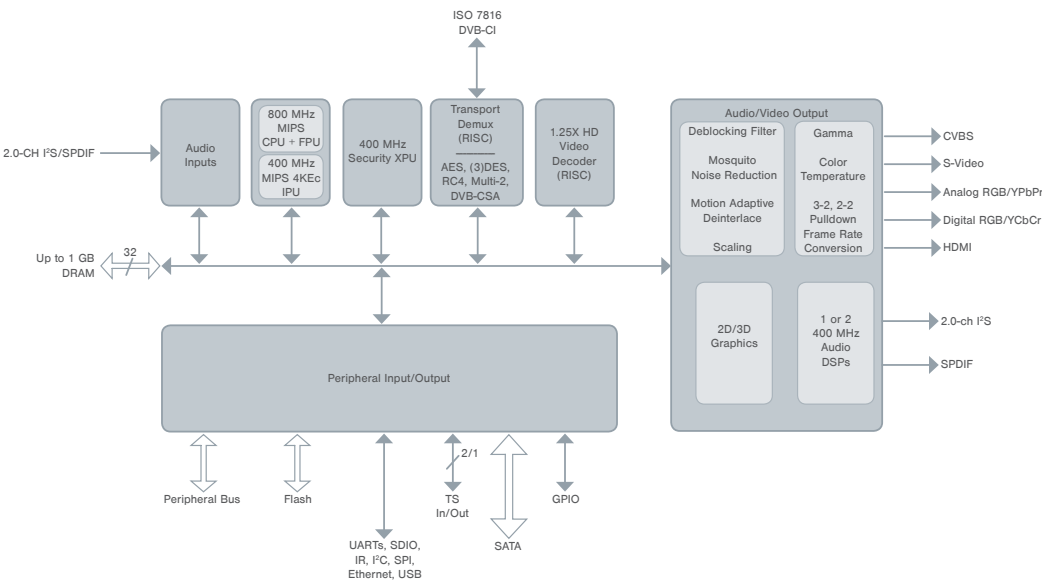 ISO 7816
DVB-CI
2.0-CH I²S/SPDIF
Audio
Inputs
800 MHz
MIPS
CPU + FPU
400 MHz
MIPS 4KEc
IPU
400 MHz
Security XPU
Transport
Demux
(RISC)
AES, (3)DES,
RC4, Multi-2,
DVB-CSA
1.25X HD
Video
Decoder
(RISC)
Audio/Video Output
Deblocking Filter
Mosquito
Noise Reduction
Motion Adaptive
Deinterlace
Scaling
Gamma
Color
Temperature
3-2, 2-2
Pulldown
Frame Rate
Conversion
CVBS
S-Video
Analog RGB/YPbPr
Digital RGB/YCbCr
HDMI
Up to 1 GB
DRAM
32
2D/3D
Graphics
1 or 2
400 MHz
Audio
DSPs
2.0-ch I²S
SPDIF
Peripheral Input/Output
Peripheral Bus
Flash
UARTs, SDIO,
IR, I²C, SPI,
Ethernet, USB
2/1
TS
In/Out
SATA
GPIO